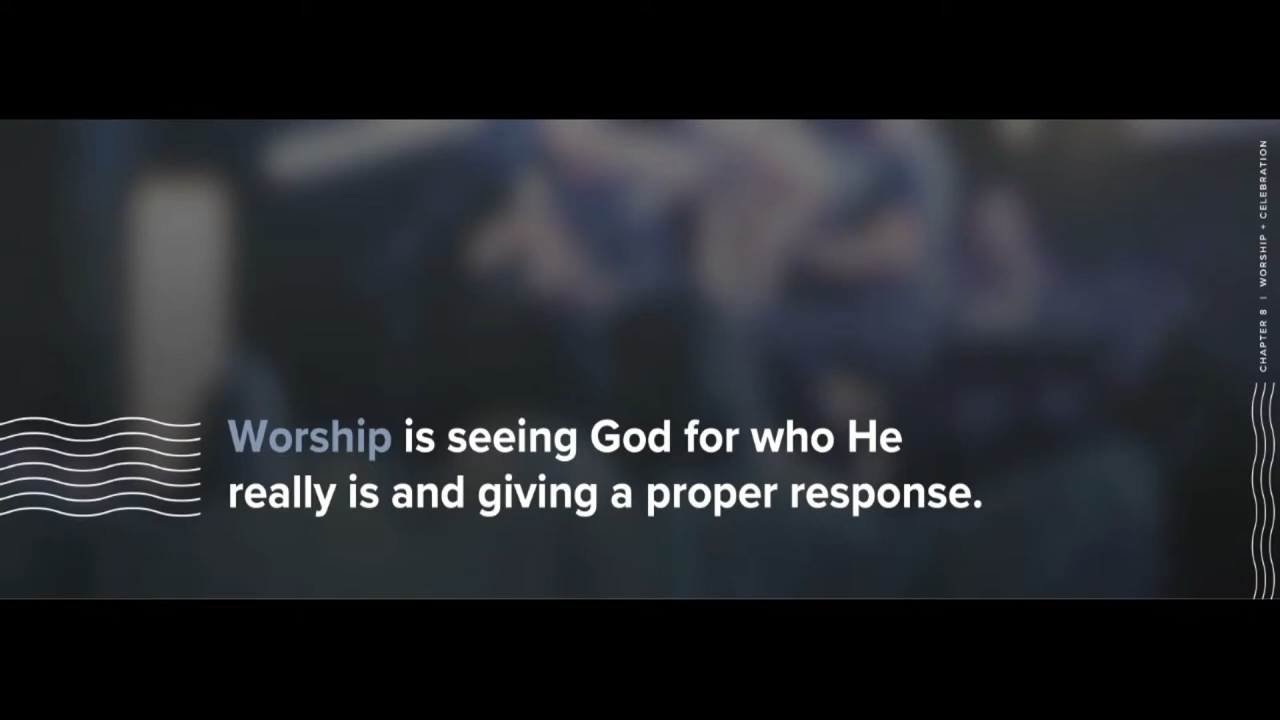 Worship is seeing God for who He
really is and giving a proper response.
CHAPTER 8 | WORSHIP + CELEBRATION